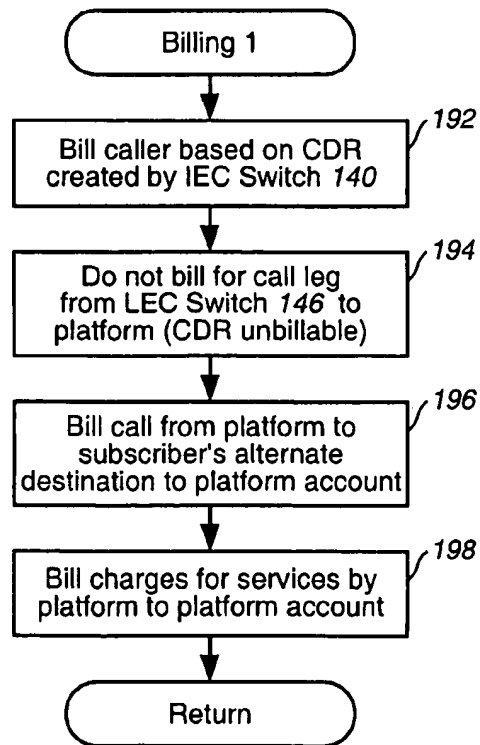 Billing 1
192
Bill caller based on CDR
created by IEC Switch 140
194
Do not bill for call leg
from LEC Switch 146 to
platform (CDR unbillable)
196
Bill call from platform to
subscriber's alternate
destination to platform account
198
Bill charges for services by
platform to platform account
Return